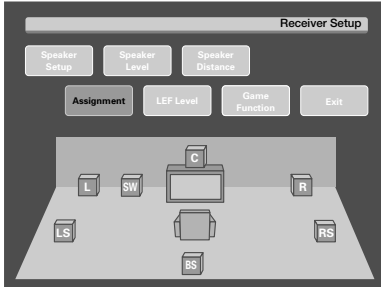 Receiver Setup
Speaker Setup
Speaker Level
Speaker Distance
Assignment
LEF Level
Game Function
Exit
C
L
SW
R
LS
RS
BS